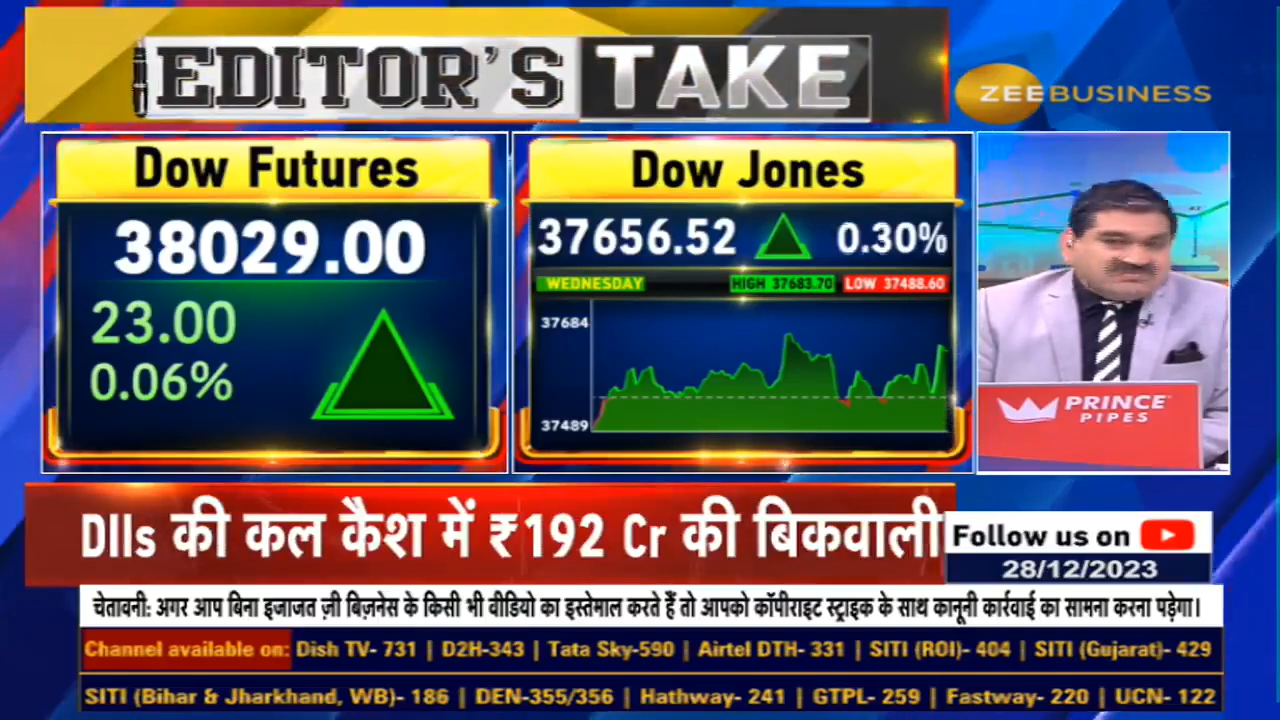 EDITOR'S TAKE
ZEEBUSINESS
Dow Futures
38029.00
23.00
0.06%
Dow Jones
37656.52 0.30%
WEDNESDAY HIGH 37683.70 LOW 37488.60
37684
37489
PRINCE
PIPES
DIIs की कल कैश में ₹192 Cr की बिकवाली
Follow us on
28/12/2023
चेतावनी: अगर आप बिना इजाजत ज़ी बिज़नेस के किसी भी वीडियो का इस्तेमाल करते हैं तो आपको कॉपीराइट स्ट्राइक के साथ कानूनी कार्रवाई का सामना करना पड़ेगा।
Channel available on: Dish TV- 731 | D2H-343 | Tata Sky-590 | Airtel DTH- 331 | SITI (ROI)- 404 | SITI (Gujarat)- 429
SITI (Bihar & Jharkhand, WB)- 186 | DEN-355/356 | Hathway- 241 | GTPL- 259 | Fastway- 220 | UCN- 122